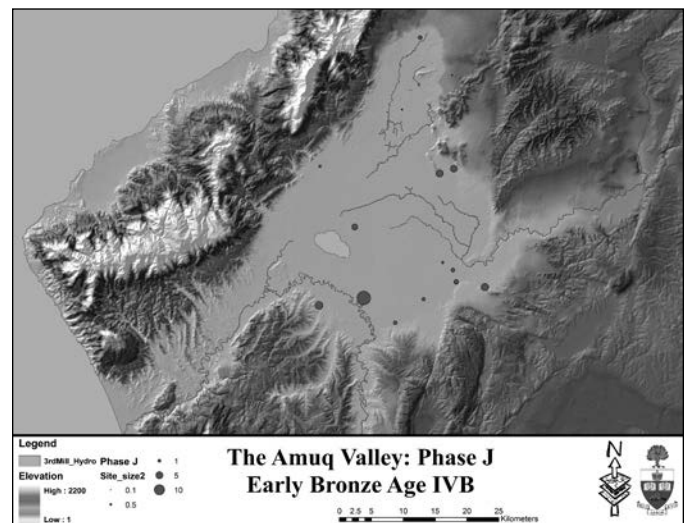 Legend
3rdMill_Hydro
Elevation
High : 2200
Low : 1
Phase J
Site_size2
0.1
0.5
1
5
10
The Amuq Valley: Phase J
Early Bronze Age IVB
0 2.5 5 10 15 20 25
Kilometers
N